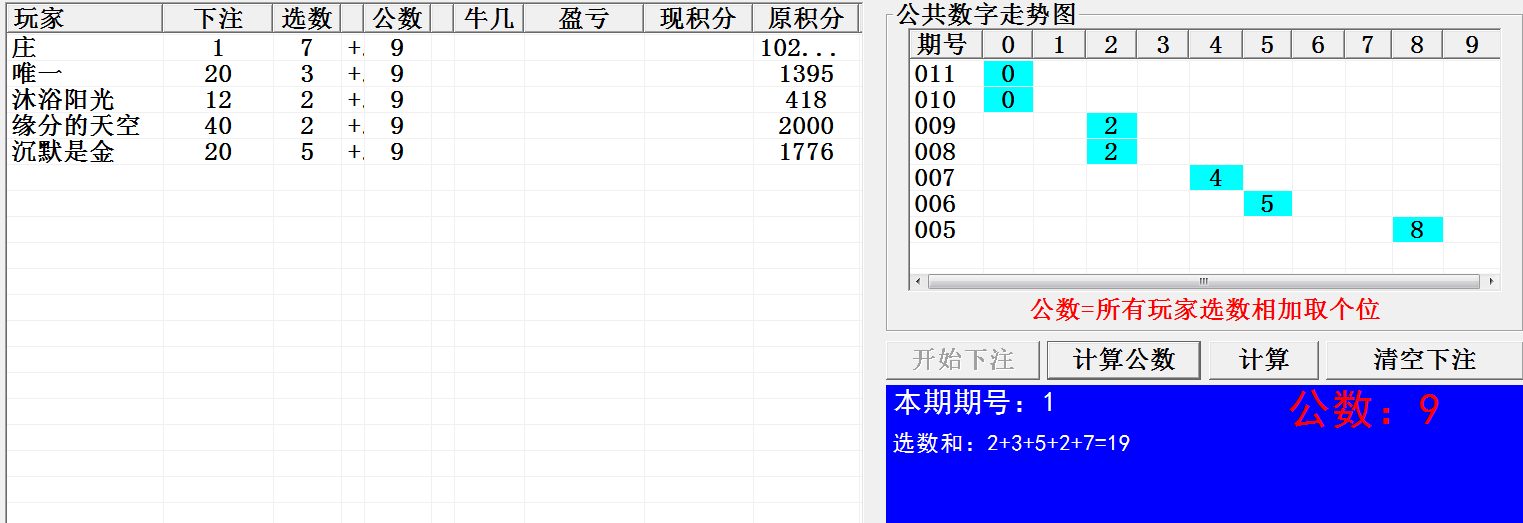 玩家 下注 选数 公数 牛几 盈亏 现积分 原积分
庄 1 7 +. 9 102...
唯一 20 3 +. 9 1395
沐浴阳光 12 2 +. 9 418
缘分的天空 40 2 +. 9 2000
沉默是金 20 5 +. 9 1776
公共数字走势图
期号 0 1 2 3 4 5 6 7 8 9
011 0
010 0
009 2
008 2
007 4
006 5
005 8
公数=所有玩家选数相加取个位
开始下注 计算公数 计算 清空下注
本期期号：1 公数：9
选数和：2+3+5+2+7=19